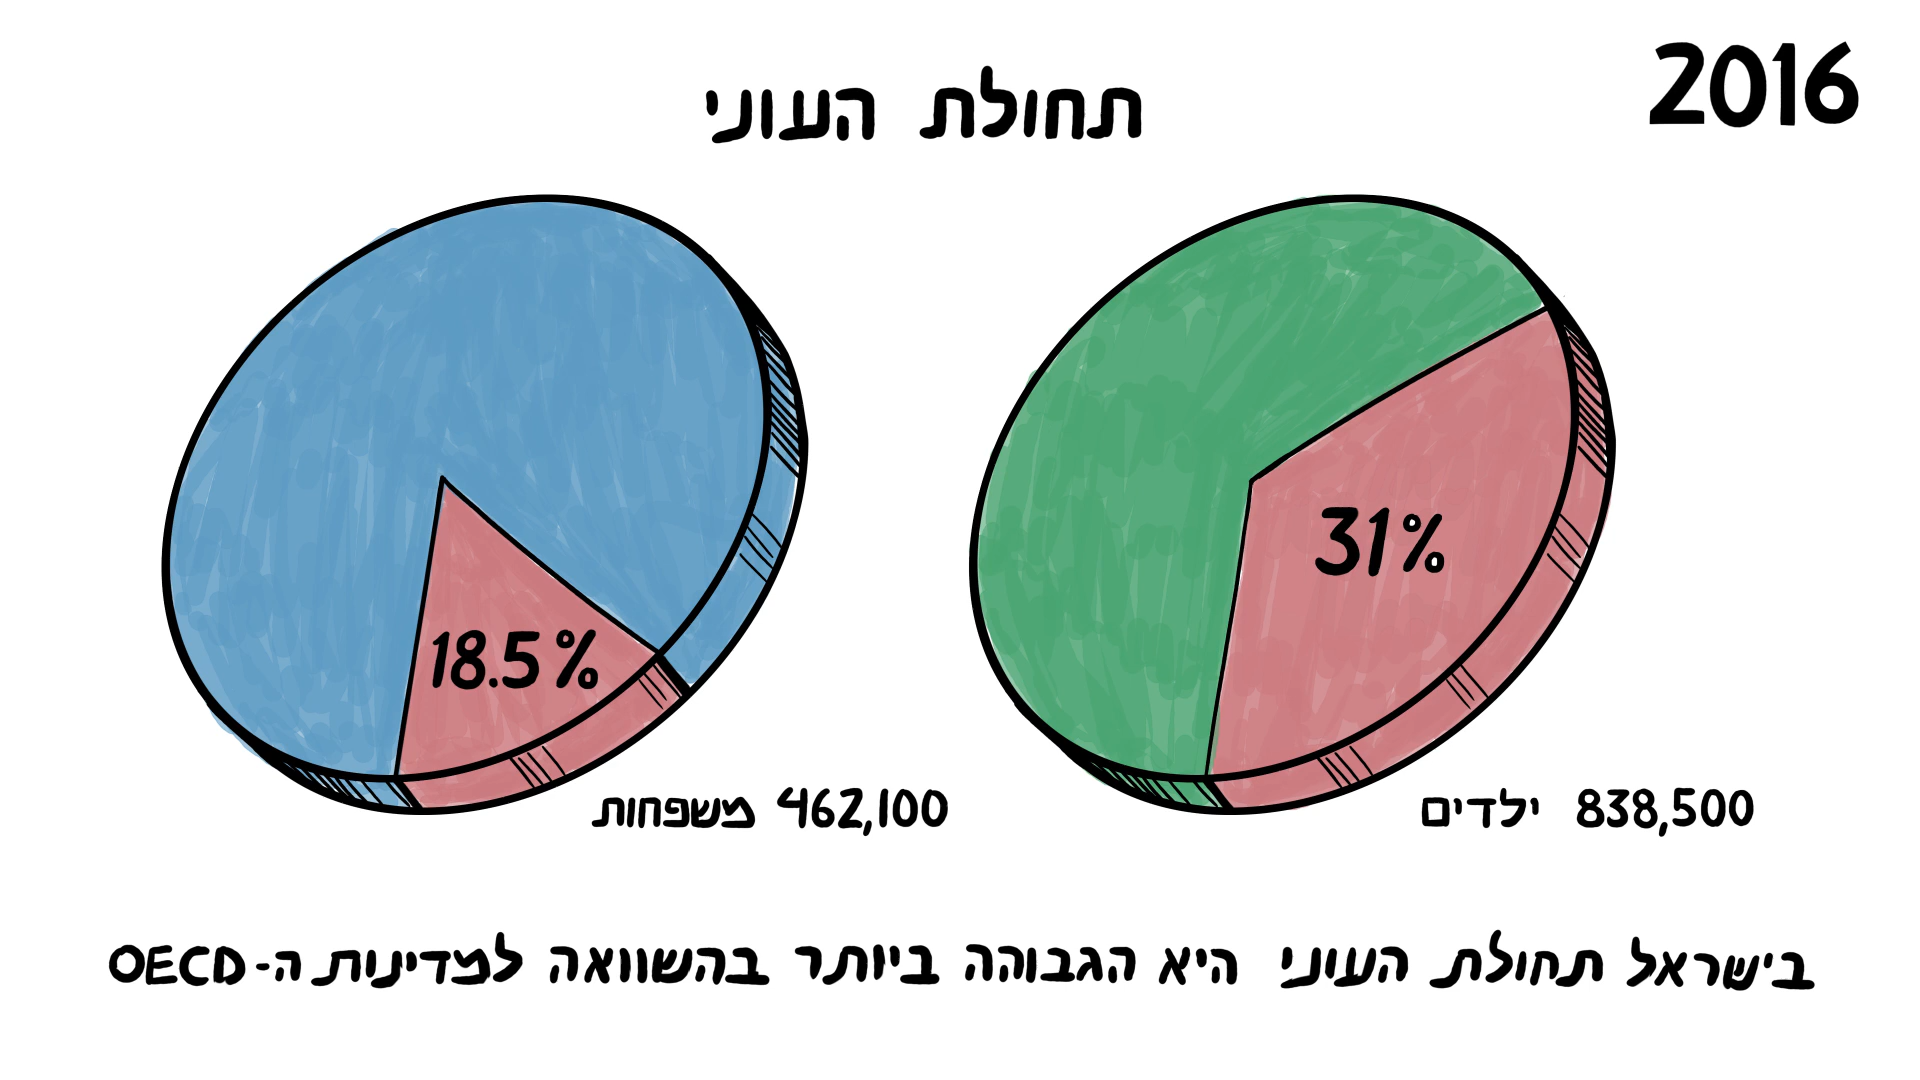 2016
תחולת העוני
18.5%
31%
462,100 משפחות
838,500 ילדים
בישראל תחולת העוני היא הגבוהה ביותר בהשוואה למדינות ה-OECD